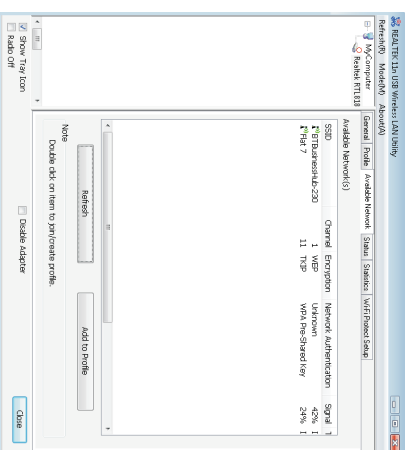 REALTEK 11n USB Wireless LAN Utility
Refresh(R) Mode(M) About(A)
MyComputer
Realtek RTL818
General Profile Available Network Status Statistics Wi-Fi Protect Setup
Available Network(s)
SSID Channel Encryption Network Authentication Signal T
BTBusinessHub-230 1 WEP Unknown 42% I
Flat 7 11 TKIP WPA Pre-Shared Key 24% I
Refresh Add to Profile
Note
Double click on item to join/create profile.
Show Tray Icon
Radio Off
Disable Adapter
Close